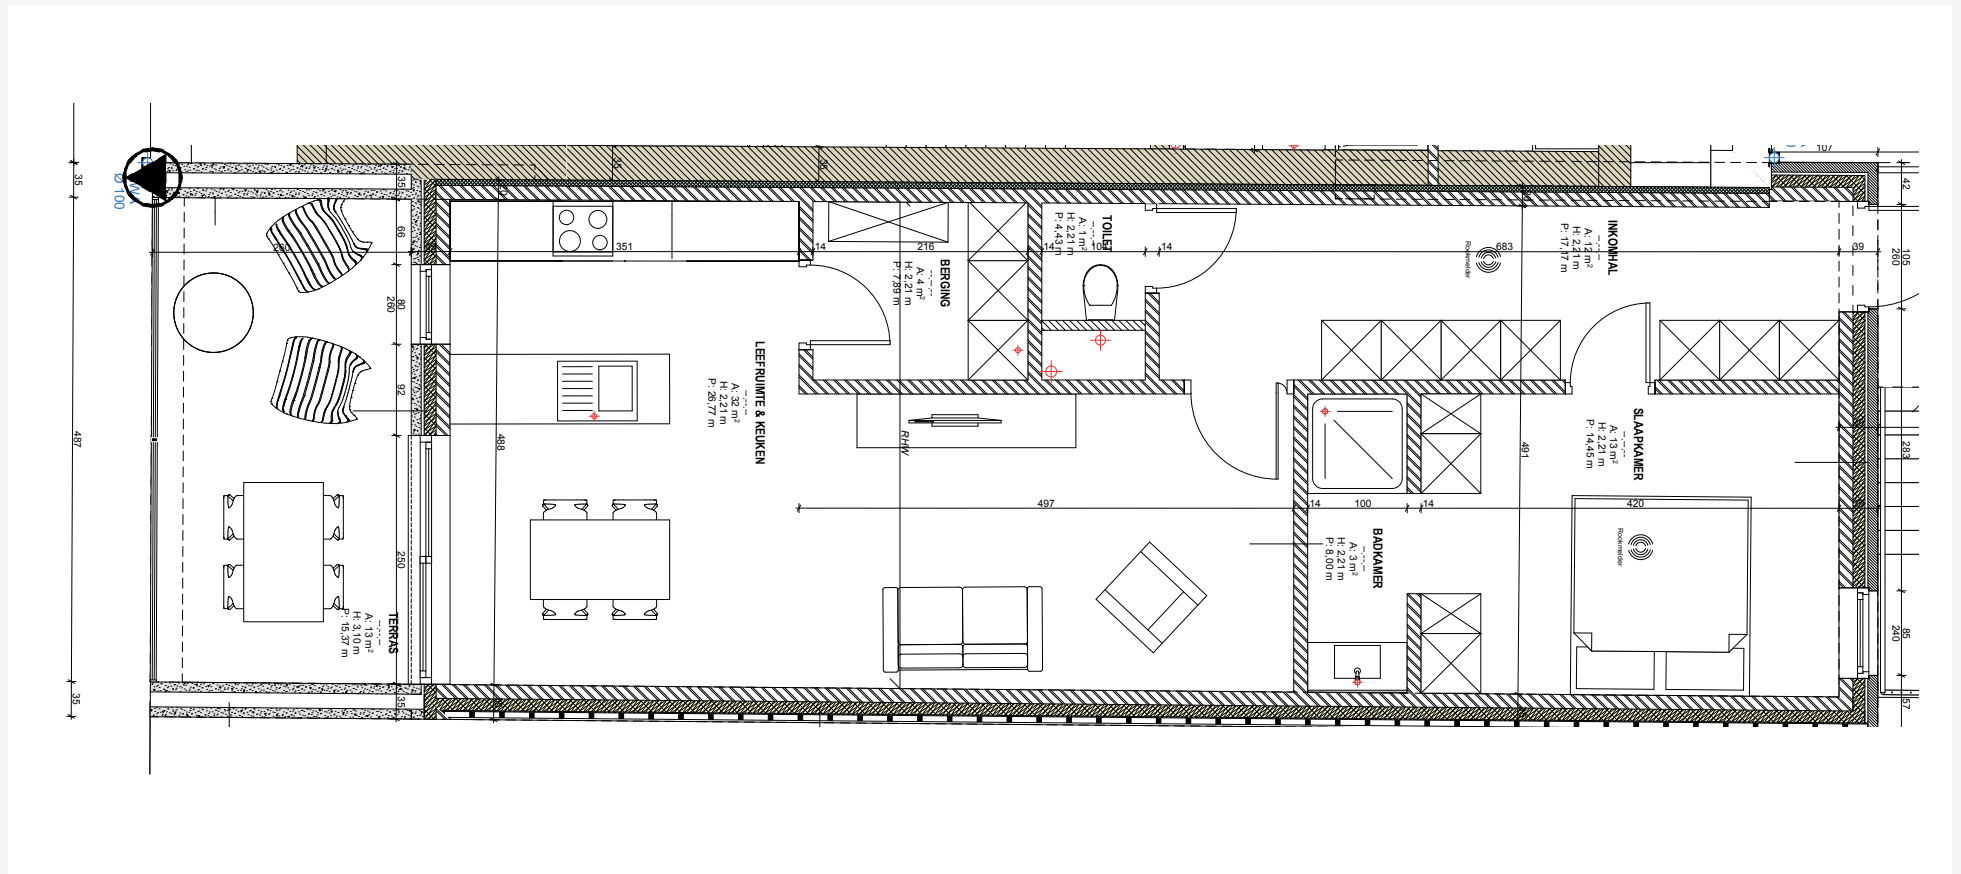 107
35
35
35
35
42
Ø 100
66
260
351
14
216
14
14
683
39
105
260
Rookmelder
TOILET
A: 1 m²
H: 2,21 m
P: 4,43 m
INKOMHAL
A: 12 m²
H: 2,21 m
P: 17,17 m
BERGING
A: 4 m²
H: 2,21 m
P: 7,89 m
80
260
LEEFRUIMTE & KEUKEN
A: 32 m²
H: 2,21 m
P: 26,77 m
92
487
488
RHW
491
SLAAPKAMER
A: 13 m²
H: 2,21 m
P: 14,45 m
283
497
14
100
14
420
BADKAMER
A: 3 m²
H: 2,21 m
P: 8,00 m
Rookmelder
250
TERRAS
A: 13 m²
H: 3,10 m
P: 15,37 m
85
240
35
35
57